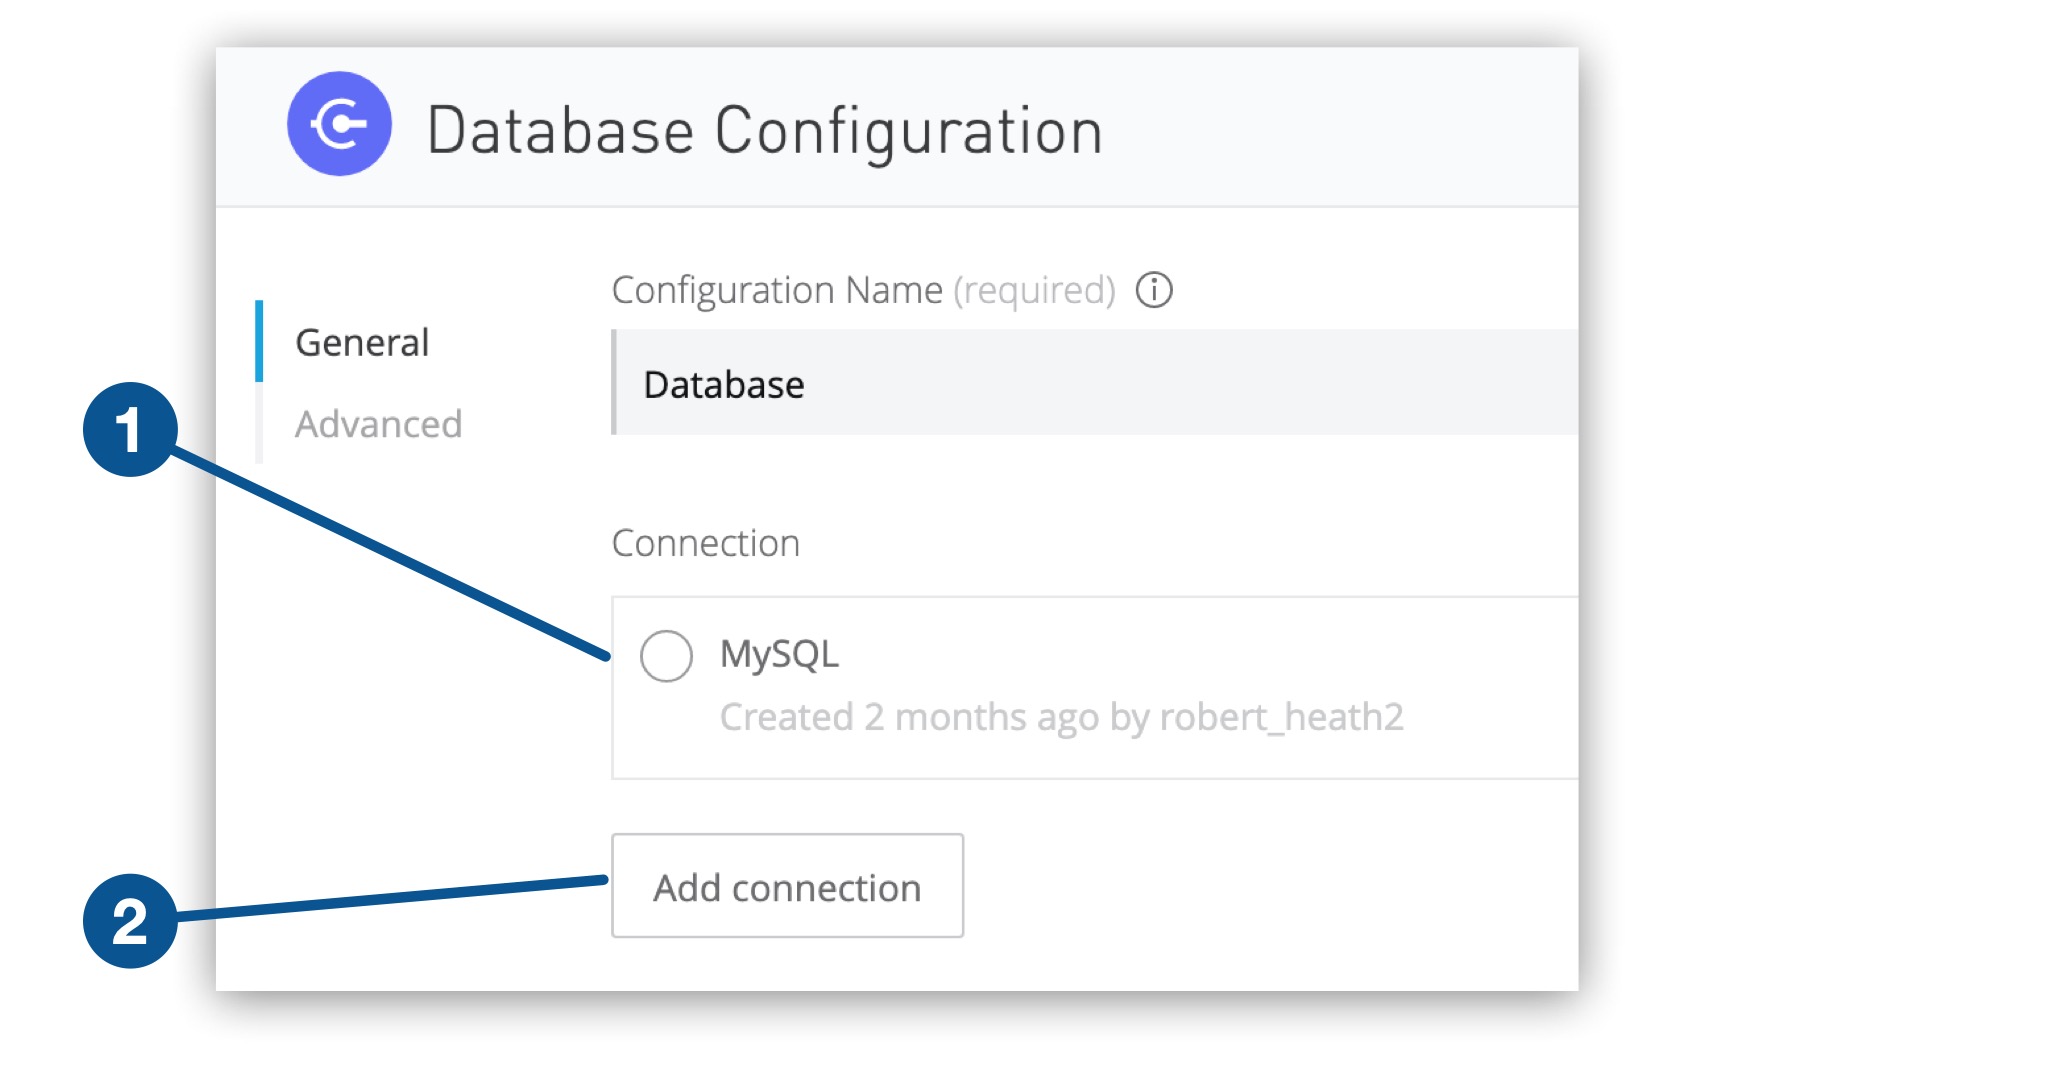 Database Configuration
Configuration Name (required)
General
Database
Advanced
1
Connection
MySQL
Created 2 months ago by robert_heath2
2
Add connection